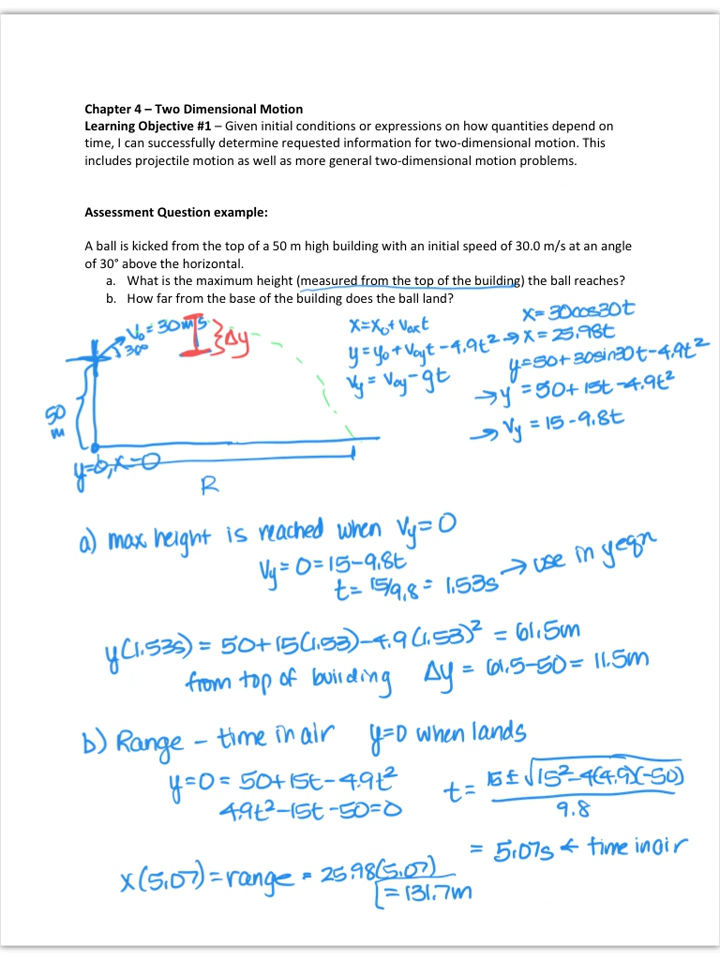 Chapter 4 – Two Dimensional Motion
Learning Objective #1 – Given initial conditions or expressions on how quantities depend on
time, I can successfully determine requested information for two-dimensional motion. This
includes projectile motion as well as more general two-dimensional motion problems.
Assessment Question example:
A ball is kicked from the top of a 50 m high building with an initial speed of 30.0 m/s at an angle
of 30° above the horizontal.
a. What is the maximum height (measured from the top of the building) the ball reaches?
b. How far from the base of the building does the ball land?
V₀ = 30 m/s
30°
Δy
50
m
y=0, x=0
R
x=x₀+V₀ₓt
y=y₀+V₀yt-4.9t²
Vy=V₀y-gt
x=30cos30t
→ x=25.98t
y=50+30sin30t-4.9t²
→ y=50+15t-4.9t²
→ Vy=15-9.8t
a) max height is reached when Vy=0
Vy=0=15-9.8t
t=15/9.8=1.53s → use in y eqn
y(1.53s)=50+15(1.53)-4.9(1.53)²=61.5m
from top of building Δy=61.5-50=11.5m
b) Range - time in air y=0 when lands
y=0=50+15t-4.9t²
4.9t²-15t-50=0
t=15±√15²-4(4.9)(-50)
9.8
=5.07s ← time in air
x(5.07)=range=25.98(5.07)
=131.7m